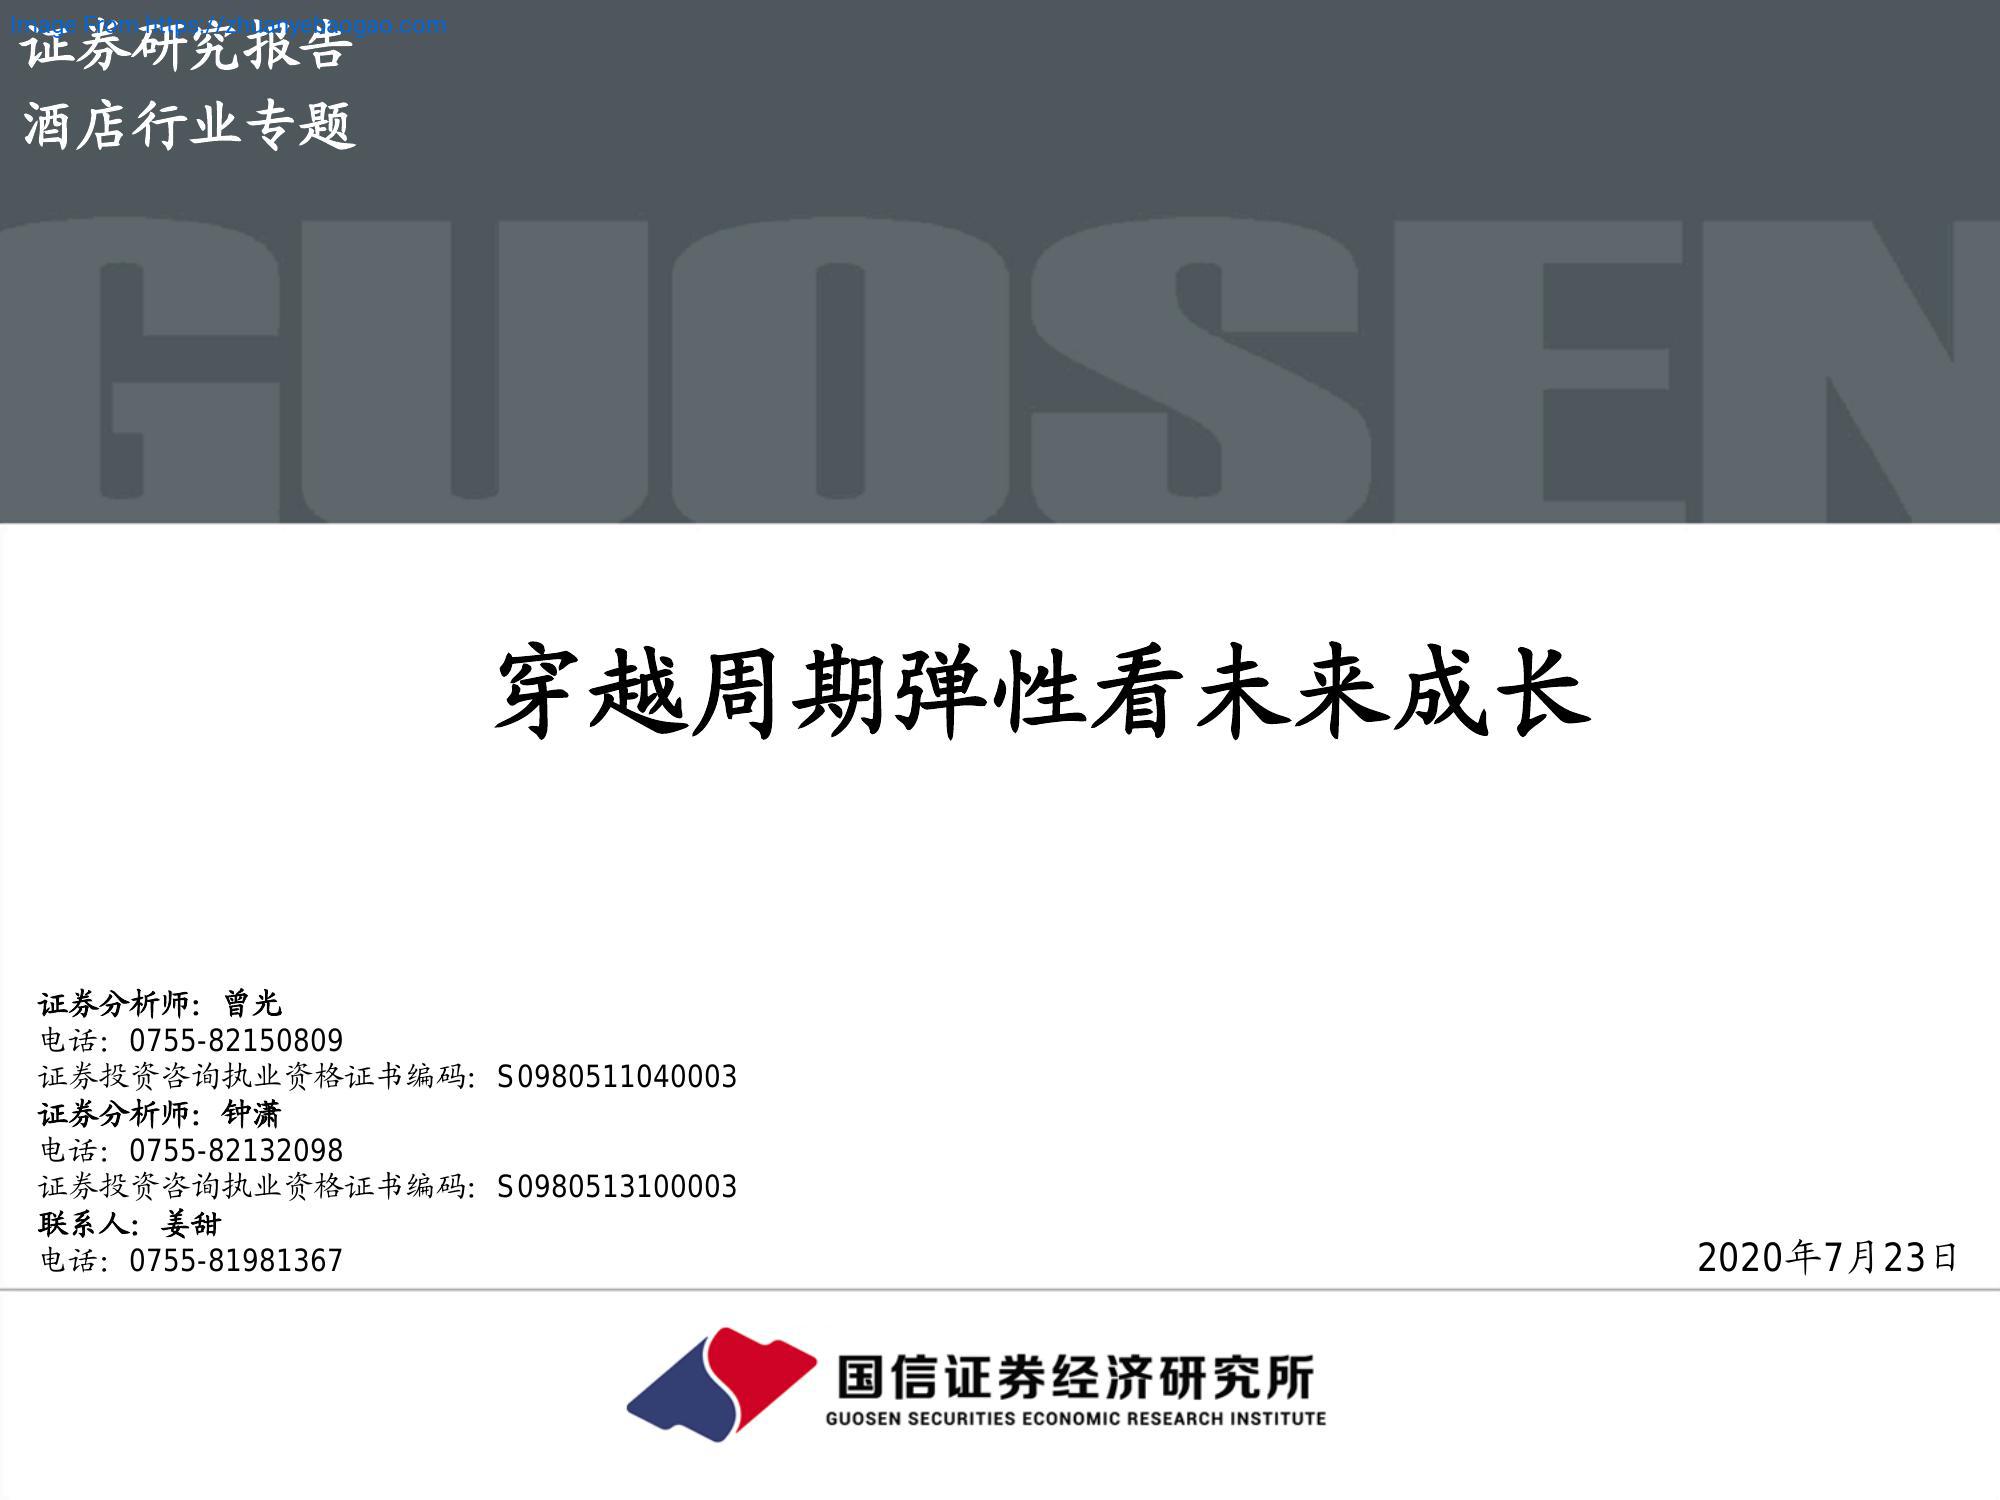 Image From https://zhuanyebaogao.com
证券研究报告
酒店行业专题
GUOSEN
穿越周期弹性看未来成长
证券分析师：曾光
电话：0755-82150809
证券投资咨询执业资格证书编码：S0980511040003
证券分析师：钟潇
电话：0755-82132098
证券投资咨询执业资格证书编码：S0980513100003
联系人：姜甜
电话：0755-81981367
2020年7月23日
国信证券经济研究所
GUOSEN SECURITIES ECONOMIC RESEARCH INSTITUTE